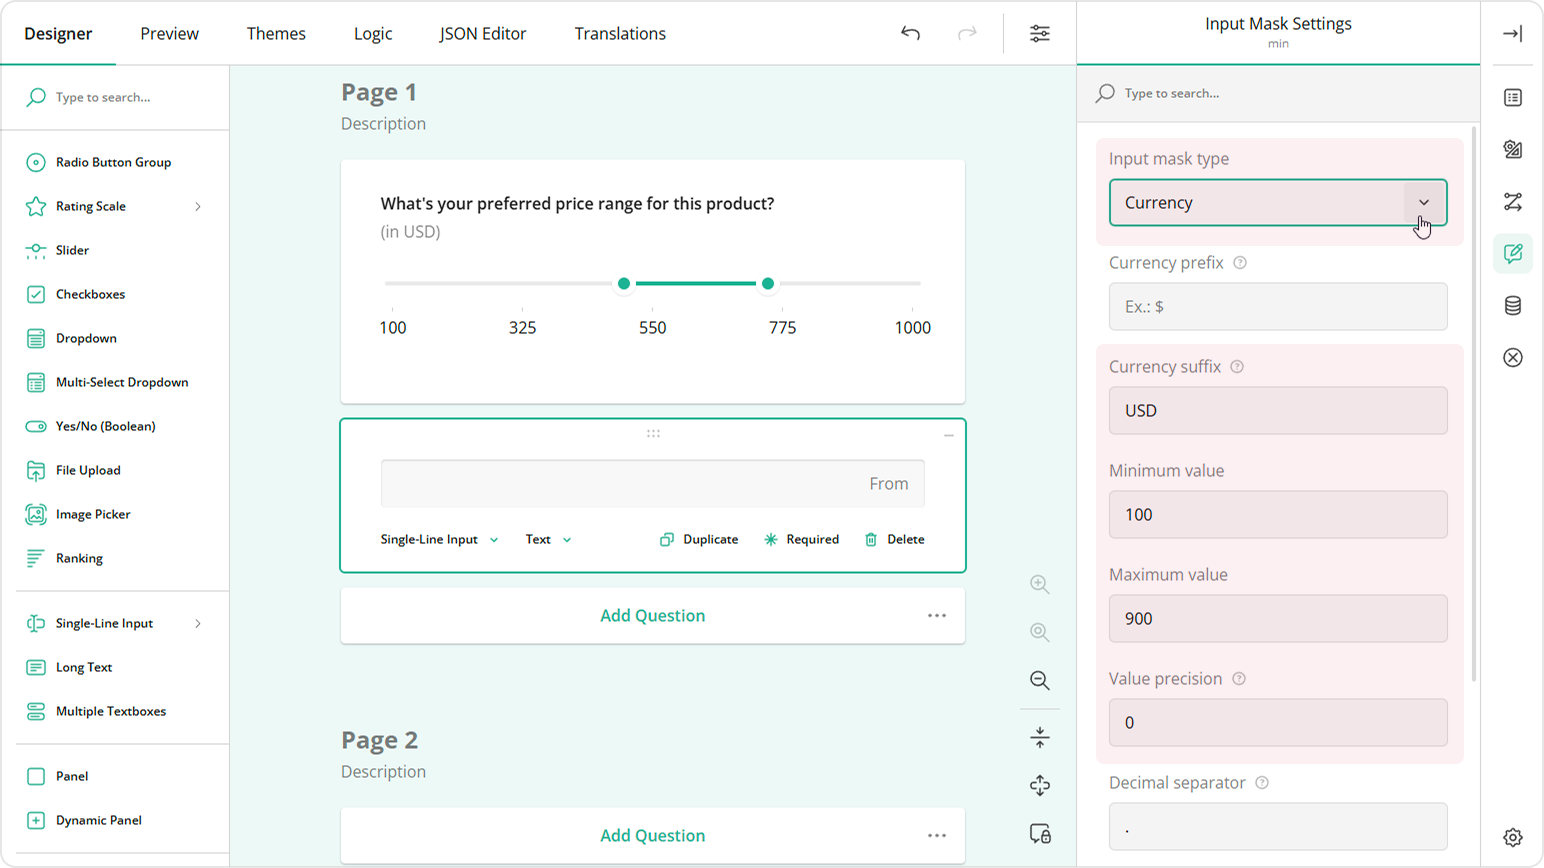 Designer
Preview
Themes
Logic
JSON Editor
Translations
Input Mask Settings
min
Type to search...
Radio Button Group
Rating Scale
Slider
Checkboxes
Dropdown
Multi-Select Dropdown
Yes/No (Boolean)
File Upload
Image Picker
Ranking
Single-Line Input
Long Text
Multiple Textboxes
Panel
Dynamic Panel
Page 1
Description
What's your preferred price range for this product?
(in USD)
100 325 550 775 1000
From
Single-Line Input Text Duplicate Required Delete
Add Question
Page 2
Description
Add Question
Type to search...
Input mask type
Currency
Currency prefix
Ex.: $
Currency suffix
USD
Minimum value
100
Maximum value
900
Value precision
0
Decimal separator
.